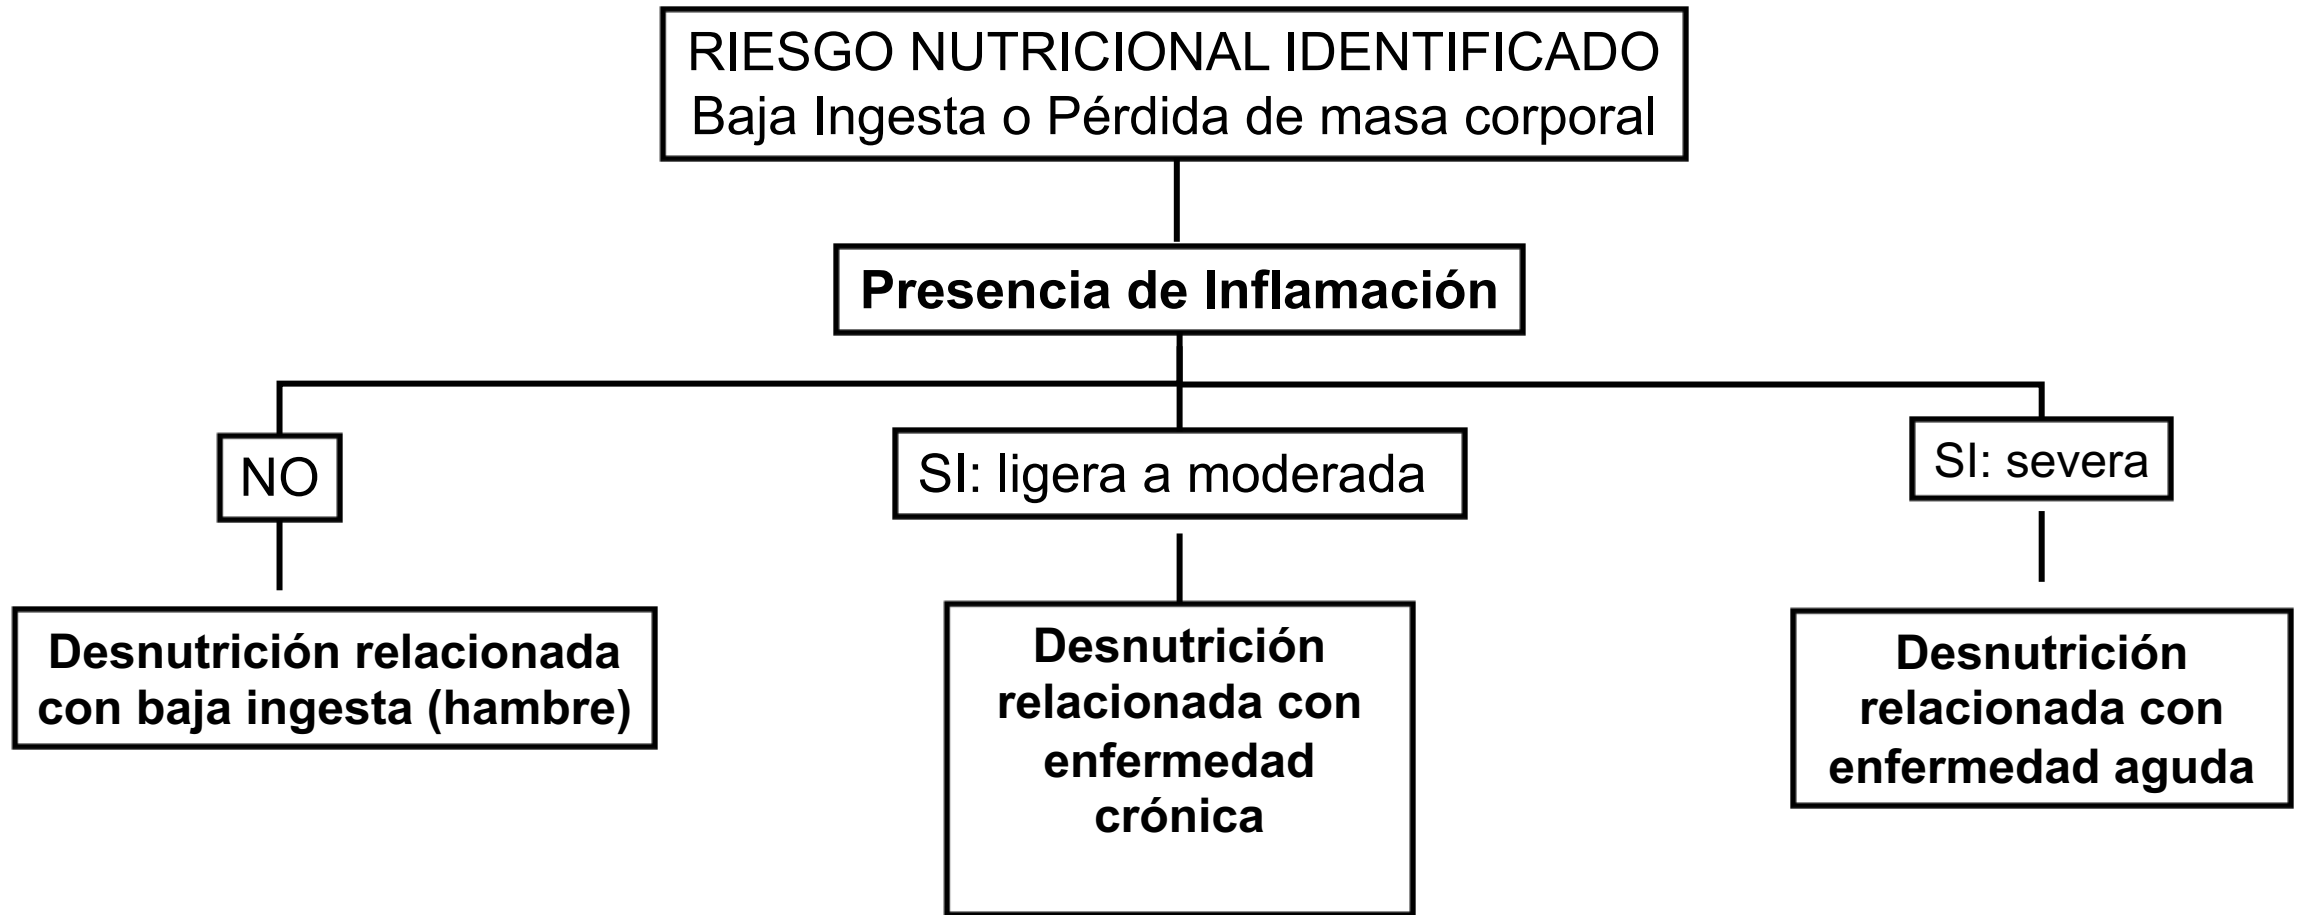 RIESGO NUTRICIONAL IDENTIFICADO
Baja Ingesta o Pérdida de masa corporal
Presencia de Inflamación
NO
SI: ligera a moderada
SI: severa
Desnutrición relacionada
con baja ingesta (hambre)
Desnutrición
relacionada con
enfermedad
crónica
Desnutrición
relacionada con
enfermedad aguda